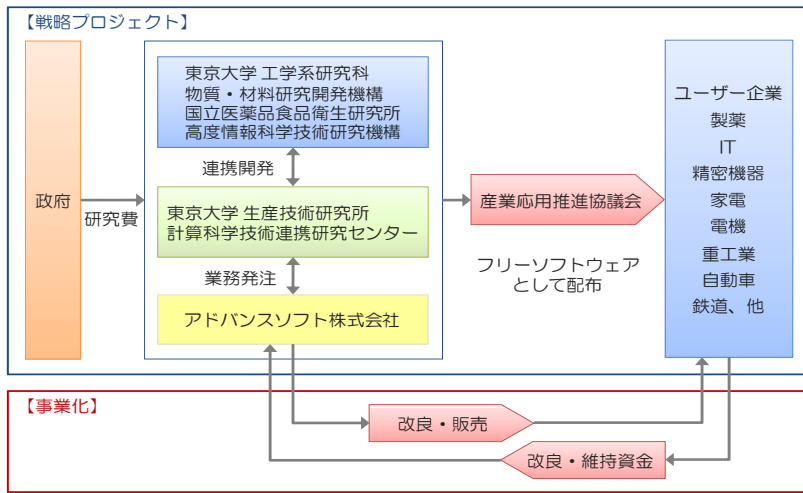 【戦略プロジェクト】
政府
研究費
東京大学 工学系研究科
物質・材料研究開発機構
国立医薬品食品衛生研究所
高度情報科学技術研究機構
連携開発
東京大学 生産技術研究所
計算科学技術連携研究センター
業務発注
アドバンスソフト株式会社
産業応用推進協議会
フリーソフトウェア
として配布
ユーザー企業
製薬
IT
精密機器
家電
電機
重工業
自動車
鉄道、他
【事業化】
改良・販売
改良・維持資金